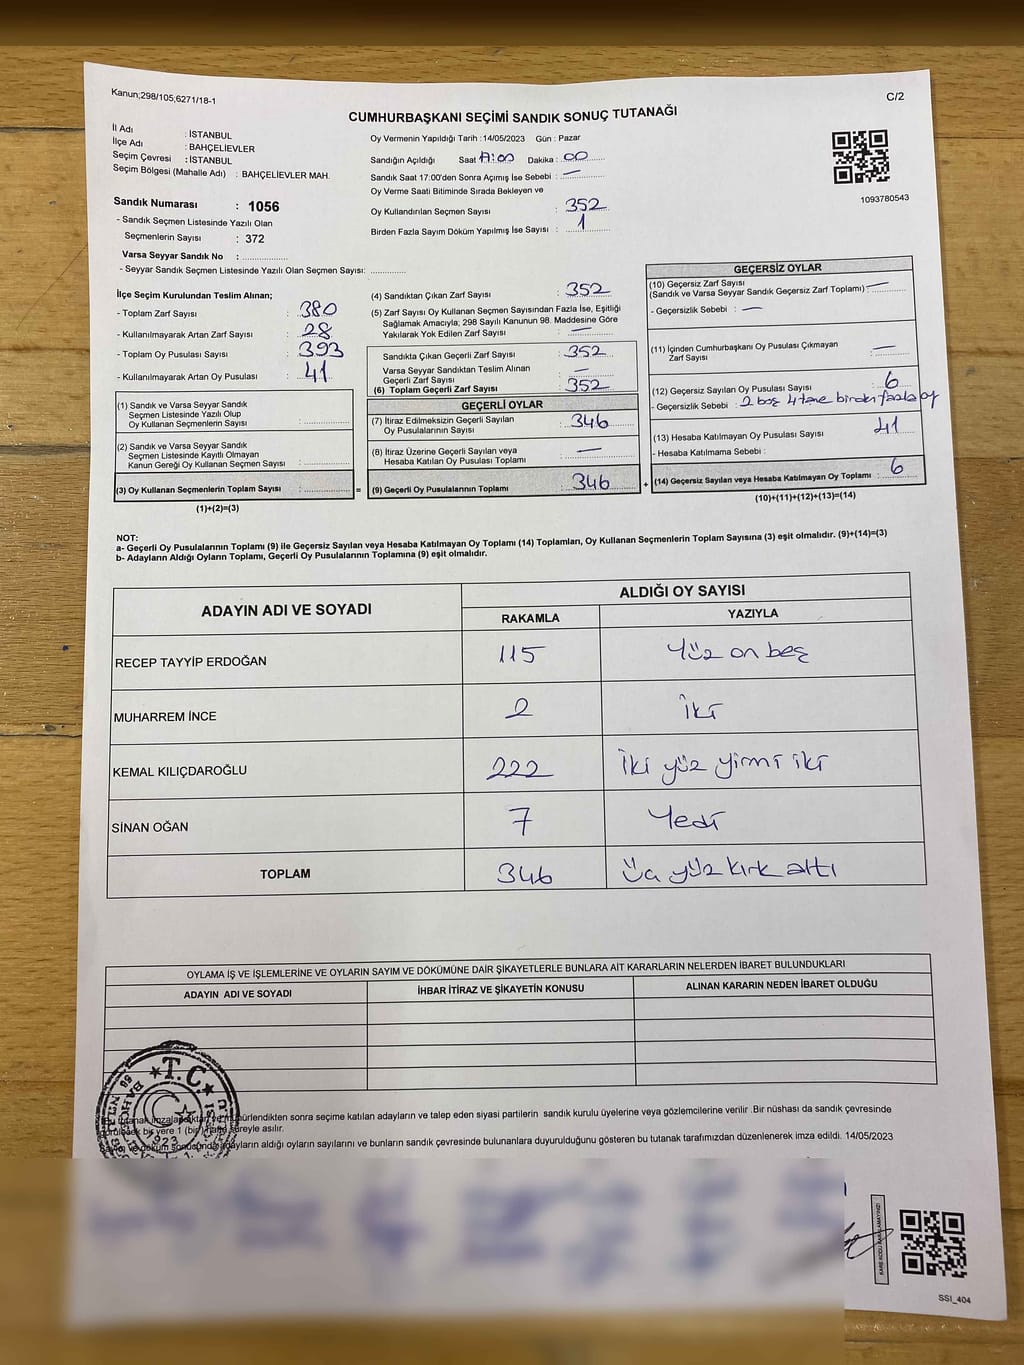 Kanun;298/105;6271/18-1
C/2
CUMHURBAŞKANI SEÇİMİ SANDIK SONUÇ TUTANAĞI
İl Adı : İSTANBUL
İlçe Adı : BAHÇELİEVLER
Seçim Çevresi : İSTANBUL
Seçim Bölgesi (Mahalle Adı) : BAHÇELİEVLER MAH.
Sandık Numarası : 1056
- Sandık Seçmen Listesinde Yazılı Olan
Seçmenlerin Sayısı : 372
Varsa Seyyar Sandık No : ..............
- Seyyar Sandık Seçmen Listesinde Yazılı Olan Seçmen Sayısı: ............
Oy Vermenin Yapıldığı Tarih : 14/05/2023 Gün : Pazar
Sandığın Açıldığı Saat 17:00 Dakika : 00
Sandık Saat 17:00'den Sonra Açımış İse Sebebi : —
Oy Verme Saati Bitiminde Sırada Bekleyen ve
Oy Kullandırılan Seçmen Sayısı : 352
Birden Fazla Sayım Döküm Yapılmış İse Sayısı : 1
1093780543
İlçe Seçim Kurulundan Teslim Alınan;
- Toplam Zarf Sayısı : 380
- Kullanılmayarak Artan Zarf Sayısı : 28
- Toplam Oy Pusulası Sayısı : 393
- Kullanılmayarak Artan Oy Pusulası : 41
(1) Sandık ve Varsa Seyyar Sandık
Seçmen Listesinde Yazılı Olup
Oy Kullanan Seçmenlerin Sayısı : ............
(2) Sandık ve Varsa Seyyar Sandık
Seçmen Listesinde Kayıtlı Olmayan
Kanun Gereği Oy Kullanan Seçmen Sayısı : ............
(3) Oy Kullanan Seçmenlerin Toplam Sayısı : ............ =
(1)+(2)=(3)
(4) Sandıktan Çıkan Zarf Sayısı : 352
(5) Zarf Sayısı Oy Kullanan Seçmen Sayısından Fazla İse, Eşitliği
Sağlamak Amacıyla; 298 Sayılı Kanunun 98. Maddesine Göre
Yakılarak Yok Edilen Zarf Sayısı : —
Sandıkla Çıkan Geçerli Zarf Sayısı : 352
Varsa Seyyar Sandıktan Teslim Alınan
Geçerli Zarf Sayısı : —
(6) Toplam Geçerli Zarf Sayısı : 352
GEÇERLİ OYLAR
(7) İtiraz Edilmeksizin Geçerli Sayılan
Oy Pusulalarının Sayısı : 346
(8) İtiraz Üzerine Geçerli Sayılan veya
Hesaba Katılan Oy Pusulası Toplamı : —
(9) Geçerli Oy Pusulalarının Toplamı : 346 +
GEÇERSİZ OYLAR
(10) Geçersiz Zarf Sayısı
(Sandık ve Varsa Seyyar Sandık Geçersiz Zarf Toplamı) : —
- Geçersizlik Sebebi : —
(11) İçinden Cumhurbaşkanı Oy Pusulası Çıkmayan
Zarf Sayısı : —
(12) Geçersiz Sayılan Oy Pusulası Sayısı : 6
- Geçersizlik Sebebi : 2 boş 4 tane birden fazla oy
(13) Hesaba Katılmayan Oy Pusulası Sayısı : 41
- Hesaba Katılmama Sebebi :
(14) Geçersiz Sayılan veya Hesaba Katılmayan Oy Toplamı : 6
(10)+(11)+(12)+(13)=(14)
NOT:
a- Geçerli Oy Pusulalarının Toplamı (9) ile Geçersiz Sayılan veya Hesaba Katılmayan Oy Toplamı (14) Toplamları, Oy Kullanan Seçmenlerin Toplam Sayısına (3) eşit olmalıdır. (9)+(14)=(3)
b- Adayların Aldığı Oyların Toplamı, Geçerli Oy Pusulalarının Toplamına (9) eşit olmalıdır.
ADAYIN ADI VE SOYADI ALDIĞI OY SAYISI
RAKAMLA YAZIYLA
RECEP TAYYİP ERDOĞAN 115 Yüz on beş
MUHARREM İNCE 2 İki
KEMAL KILIÇDAROĞLU 222 İki yüz yirmi iki
SİNAN OĞAN 7 Yedi
TOPLAM 346 Üç yüz kırk altı
OYLAMA İŞ VE İŞLEMLERİNE VE OYLARIN SAYIM VE DÖKÜMÜNE DAİR ŞİKAYETLERLE BUNLARA AİT KARARLARIN NELERDEN İBARET BULUNDUKLARI
ADAYIN ADI VE SOYADI İHBAR İTİRAZ VE ŞİKAYETİN KONUSU ALINAN KARARIN NEDEN İBARET OLDUĞU
T.C.
923
Bu tutanak imzalandıktan ve mühürlendikten sonra seçime katılan adayların ve talep eden siyasi partilerin sandık kurulu üyelerine veya gözlemcilerine verilir .Bir nüshası da sandık çevresinde
görülecek bir yere 1 (bir) hafta süreyle asılır.
Sayım ve döküm sonucunda adayların aldığı oyların sayılarını ve bunların sandık çevresinde bulunanlara duyurulduğunu gösteren bu tutanak tarafımızdan düzenlenerek imza edildi. 14/05/2023
KARE KODU KARALAMAYINIZ!
SSI_404